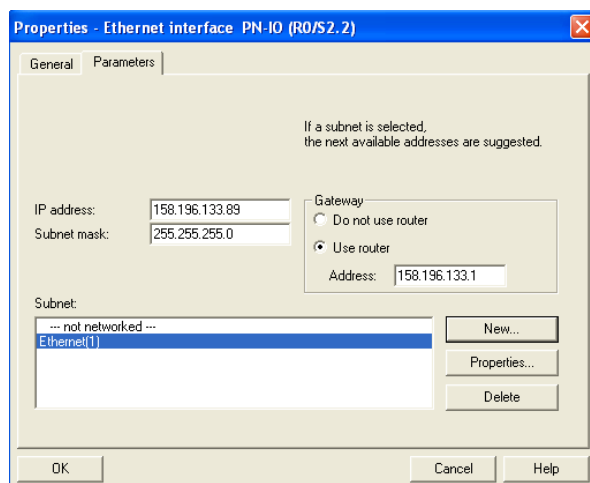 Properties - Ethernet interface PN-IO (R0/S2.2)
General Parameters
If a subnet is selected,
the next available addresses are suggested.
Gateway
IP address: 158.196.133.89
Do not use router
Subnet mask: 255.255.255.0
Use router
Address: 158.196.133.1
Subnet:
--- not networked ---
Ethernet(1)
New...
Properties...
Delete
OK Cancel Help